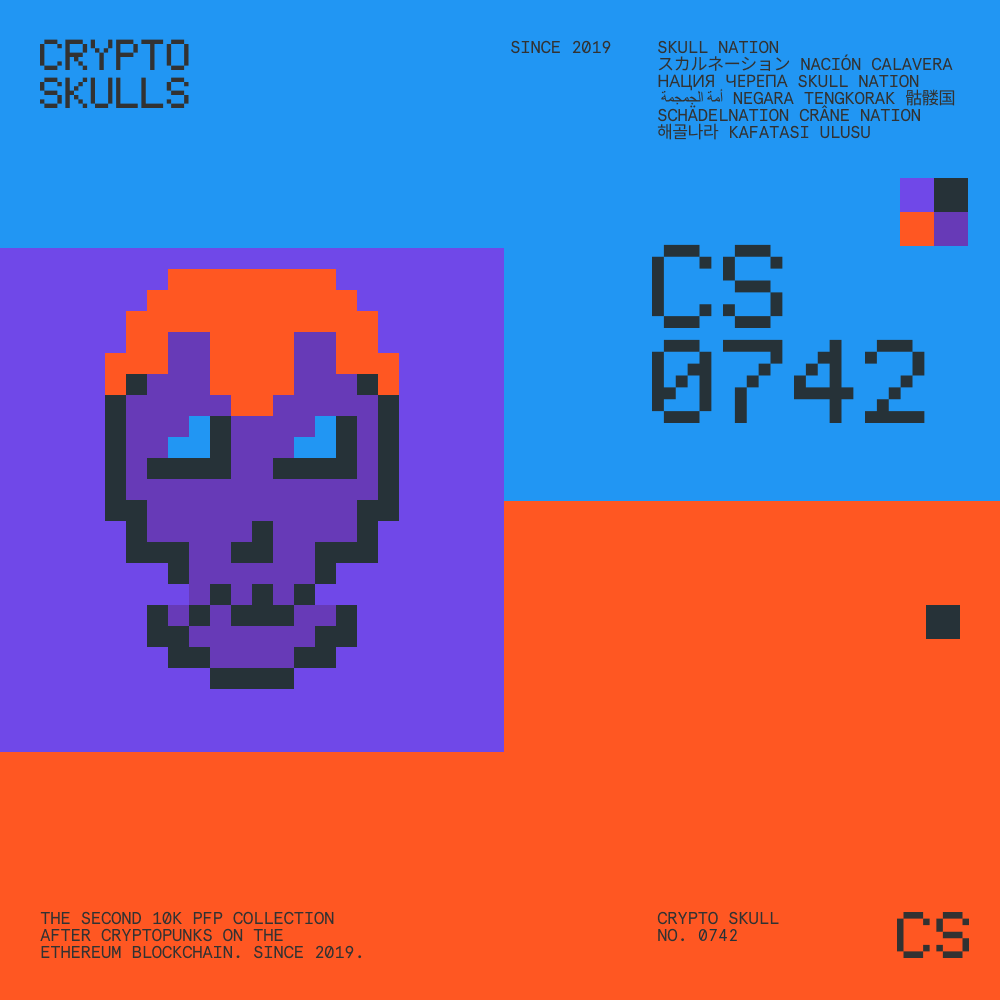 CRYPTO
SKULLS
SINCE 2019
SKULL NATION
スカルネーション NACIÓN CALAVERA
НАЦИЯ ЧЕРЕПА SKULL NATION
أمة الجمجمة NEGARA TENGKORAK 骷髅国
SCHÄDELNATION CRÂNE NATION
해골나라 KAFATASI ULUSU
CS
0742
THE SECOND 10K PFP COLLECTION
AFTER CRYPTOPUNKS ON THE
ETHEREUM BLOCKCHAIN. SINCE 2019.
CRYPTO SKULL
NO. 0742
CS